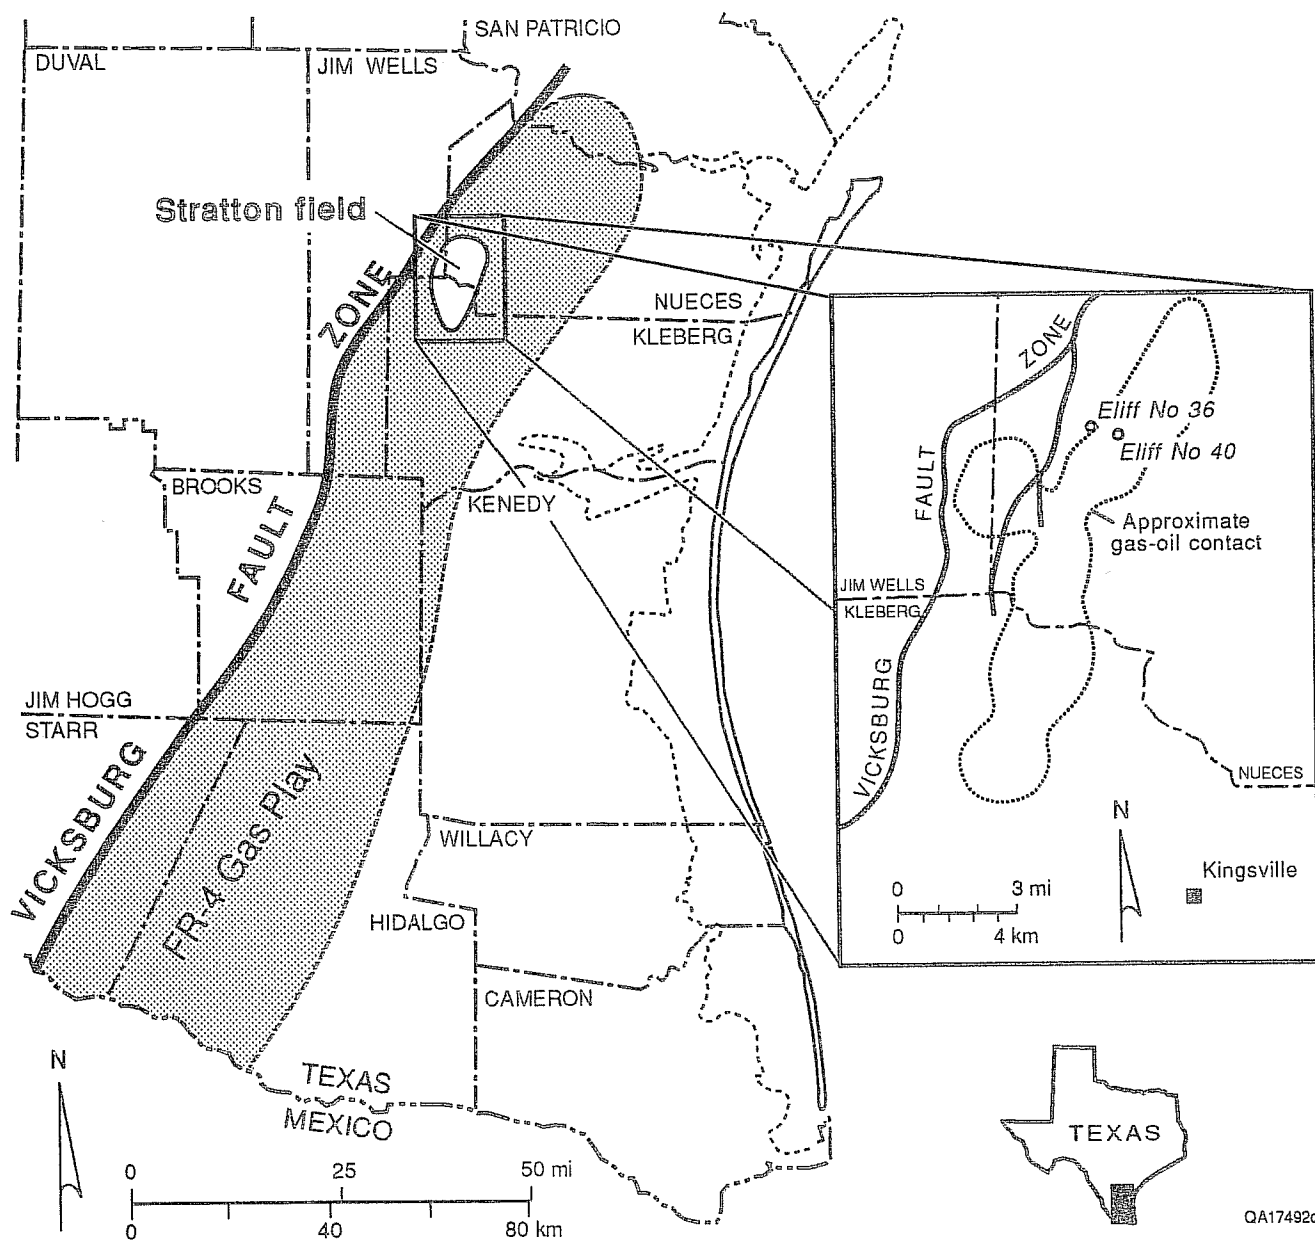 SAN PATRICIO
DUVAL
JIM WELLS
Stratton field
ZONE
NUECES
KLEBERG
ZONE
Eliff No 36
Eliff No 40
BROOKS
KENEDY
FAULT
FAULT
Approximate
gas-oil contact
JIM WELLS
KLEBERG
JIM HOGG
STARR
VICKSBURG
VICKSBURG
FR-4 Gas Play
NUECES
WILLACY
N
Kingsville
0 3 mi
0 4 km
HIDALGO
CAMERON
N
TEXAS
MEXICO
TEXAS
0 25 50 mi
0 40 80 km
QA17492c